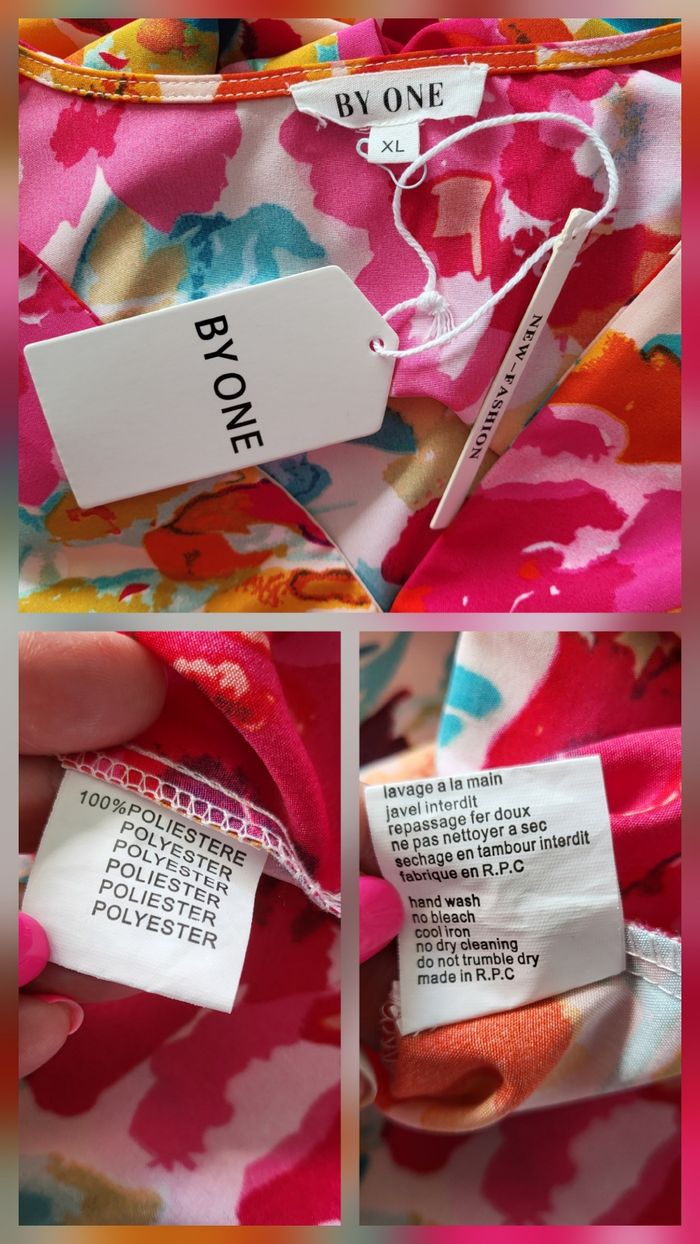 BY ONE
XL
BY ONE
NEW-FASHION
100%POLIESTERE
POLYESTER
POLYESTER
POLIESTER
POLIESTER
POLYESTER
lavage a la main
javel interdit
repassage fer doux
ne pas nettoyer a sec
sechage en tambour interdit
fabrique en R.P.C
hand wash
no bleach
cool iron
no dry cleaning
do not trumble dry
made in R.P.C